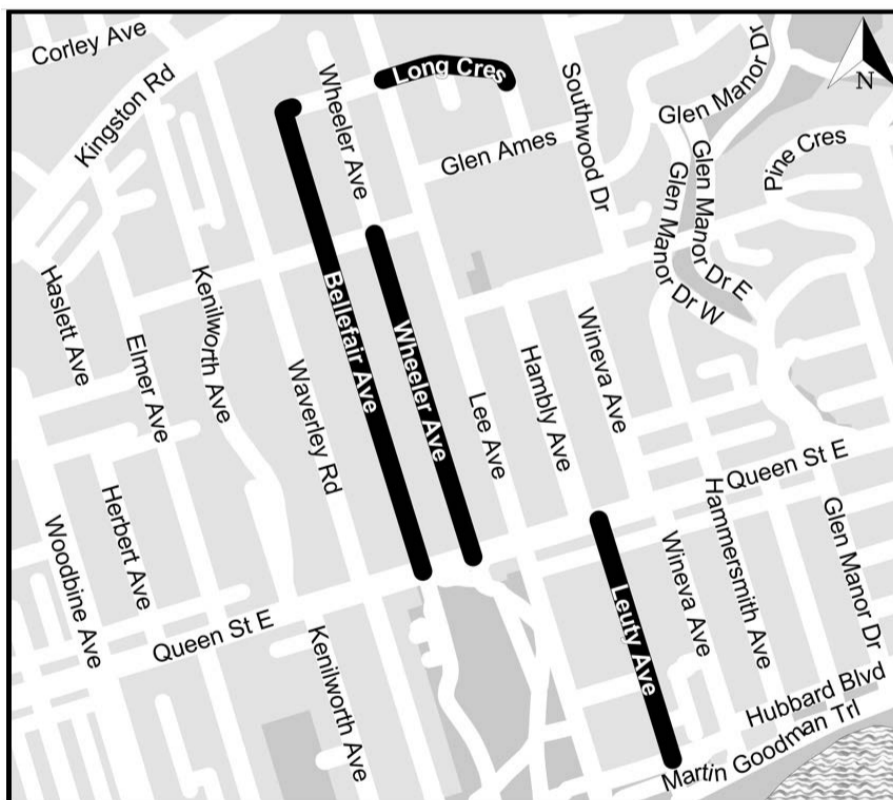 Corley Ave
Kingston Rd
Wheeler Ave
Long Cres
Southwood Dr
Glen Manor Dr
N
Glen Ames
Pine Cres
Glen Manor Dr E
Glen Manor Dr W
Haslett Ave
Kenilworth Ave
Elmer Ave
Bellefair Ave
Wheeler Ave
Waverley Rd
Lee Ave
Hambly Ave
Wineva Ave
Queen St E
Herbert Ave
Woodbine Ave
Hammersmith Ave
Glen Manor Dr
Wineva Ave
Leuty Ave
Queen St E
Kenilworth Ave
Hubbard Blvd
Martin Goodman Trl